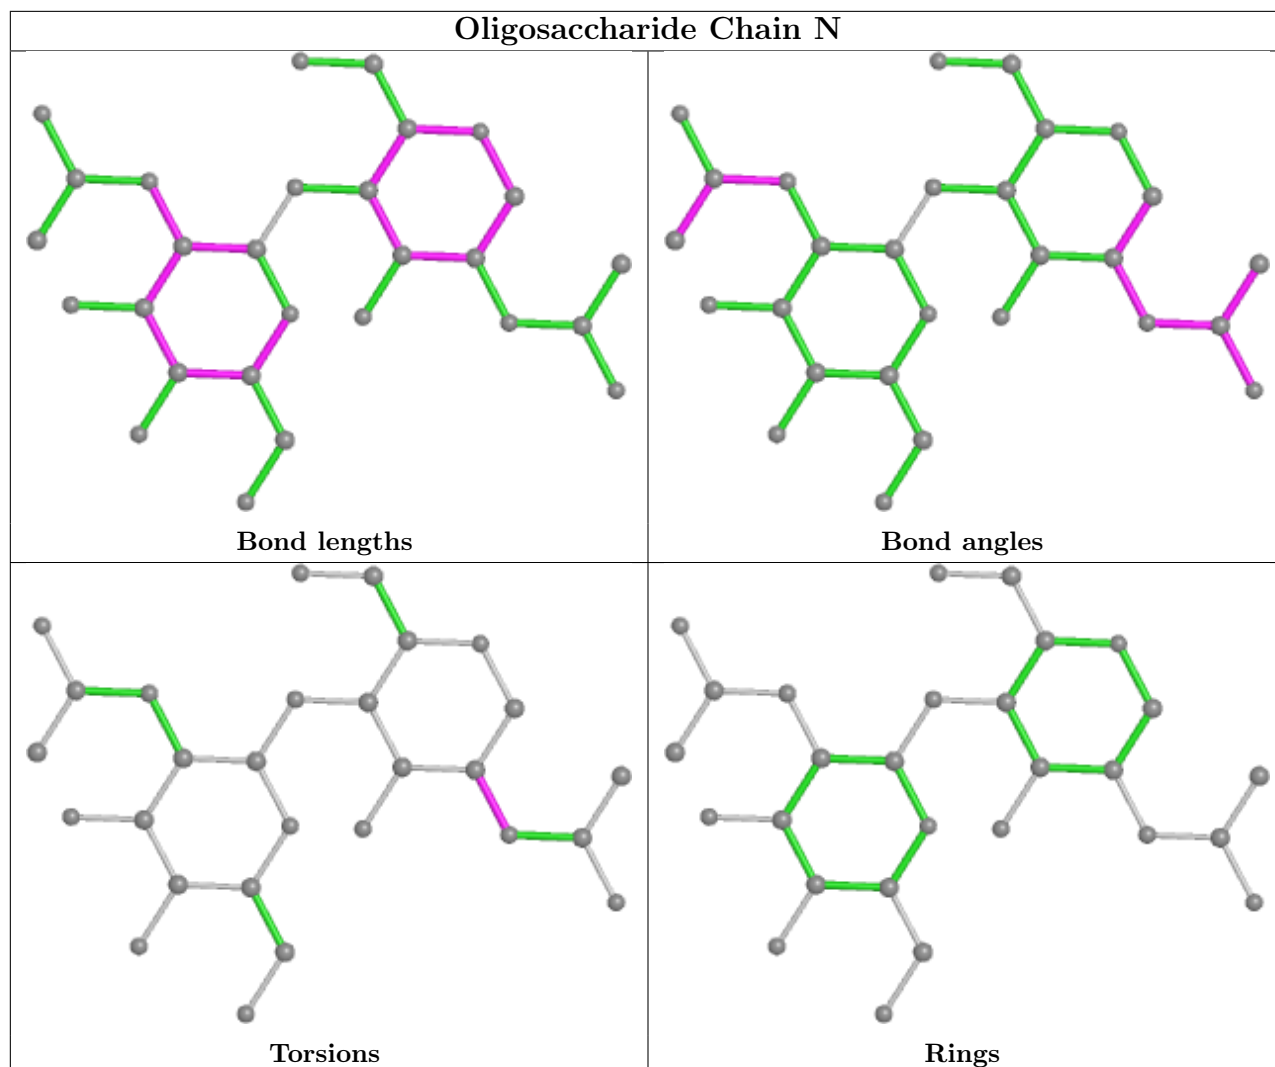 Oligosaccharide Chain N
Bond lengths
Bond angles
Torsions
Rings